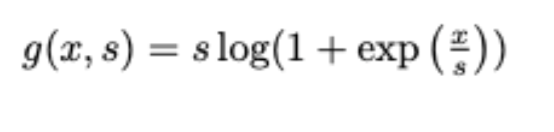 g(x, s) = s log(1 + exp (x/s))